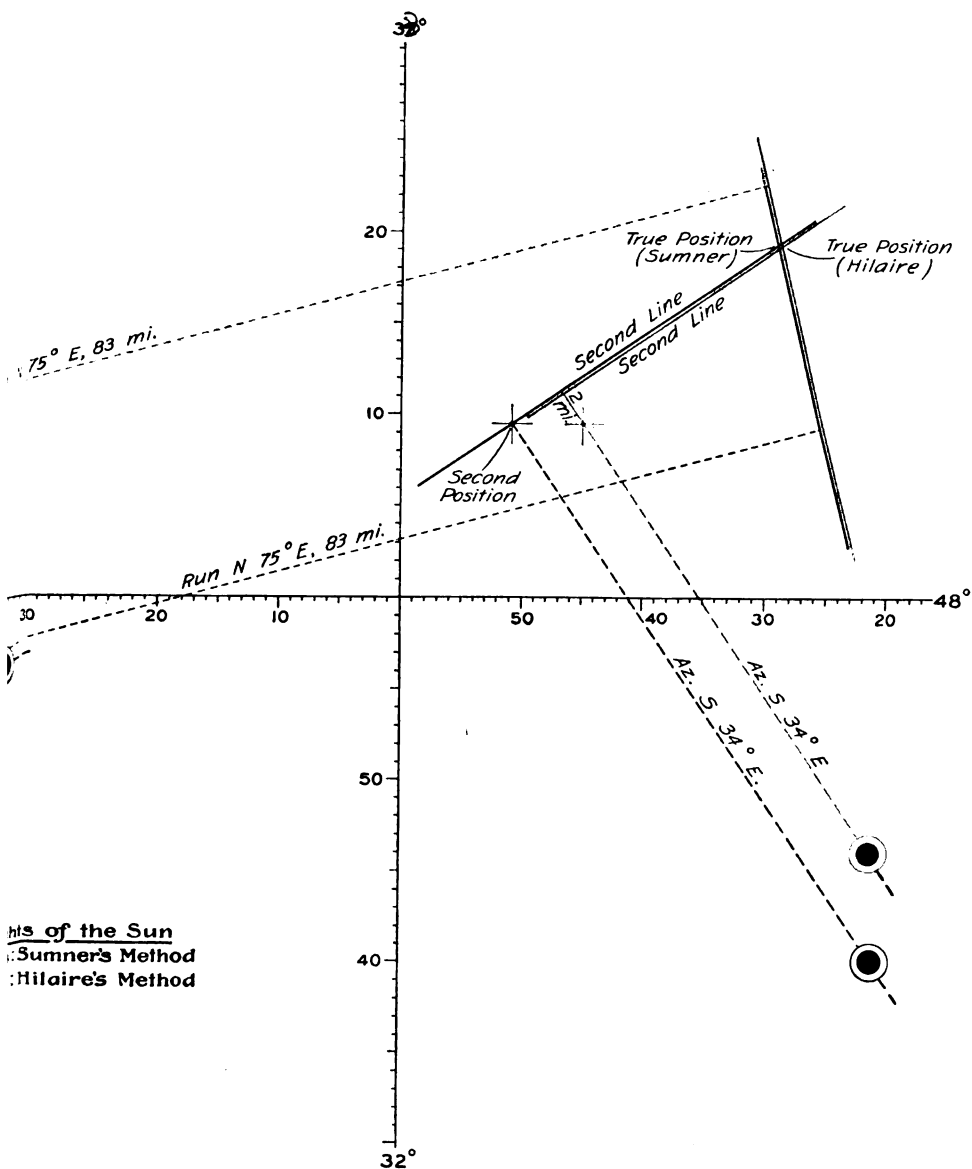 20
True Position
(Sumner)
True Position
(Hilaire)
75° E, 83 mi.
Second Line
Second Line
10
2
mi.
Second
Position
Run N 75° E, 83 mi.
30
20
10
50
40
30
20
48°
Az. S 34° E.
Az. S 34° E
50
of the Sun
:Sumner's Method
:Hilaire's Method
40
32°